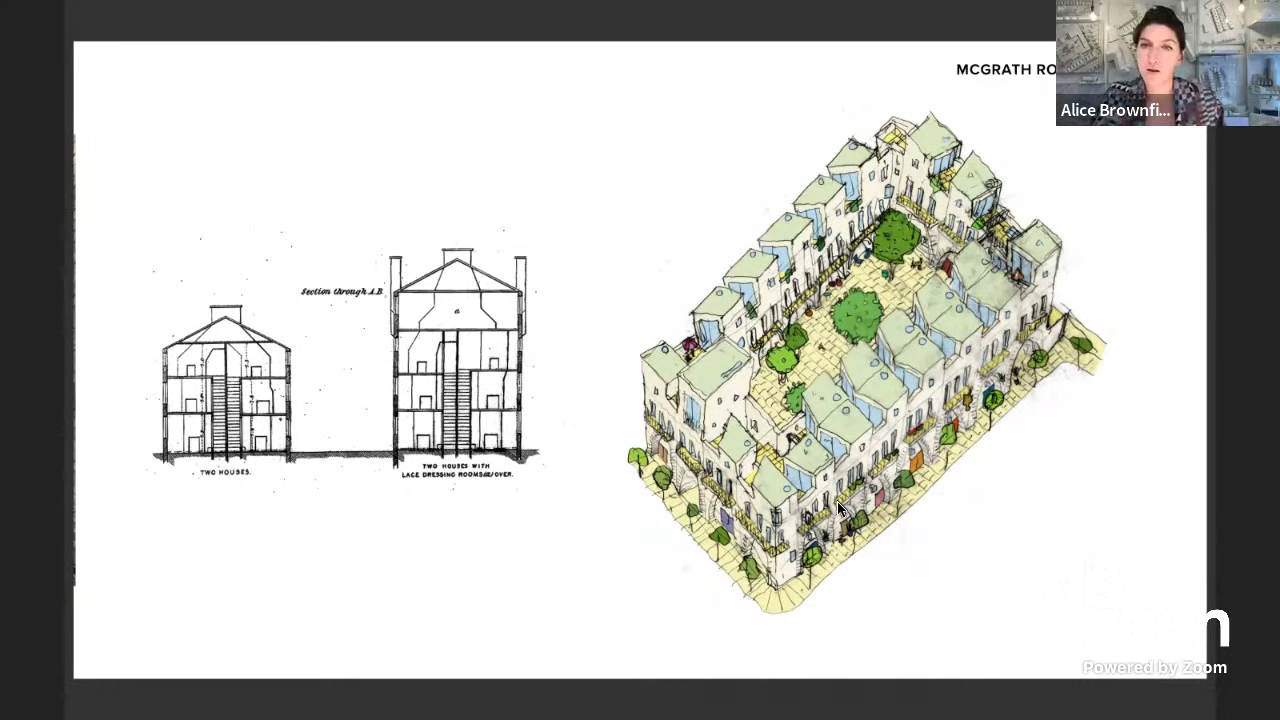 MCGRATH RO
Alice Brownfi...
Section through A.B.
TWO HOUSES.
TWO HOUSES WITH
LACE DRESSING ROOMS OVER.
n
Powered by Zoom